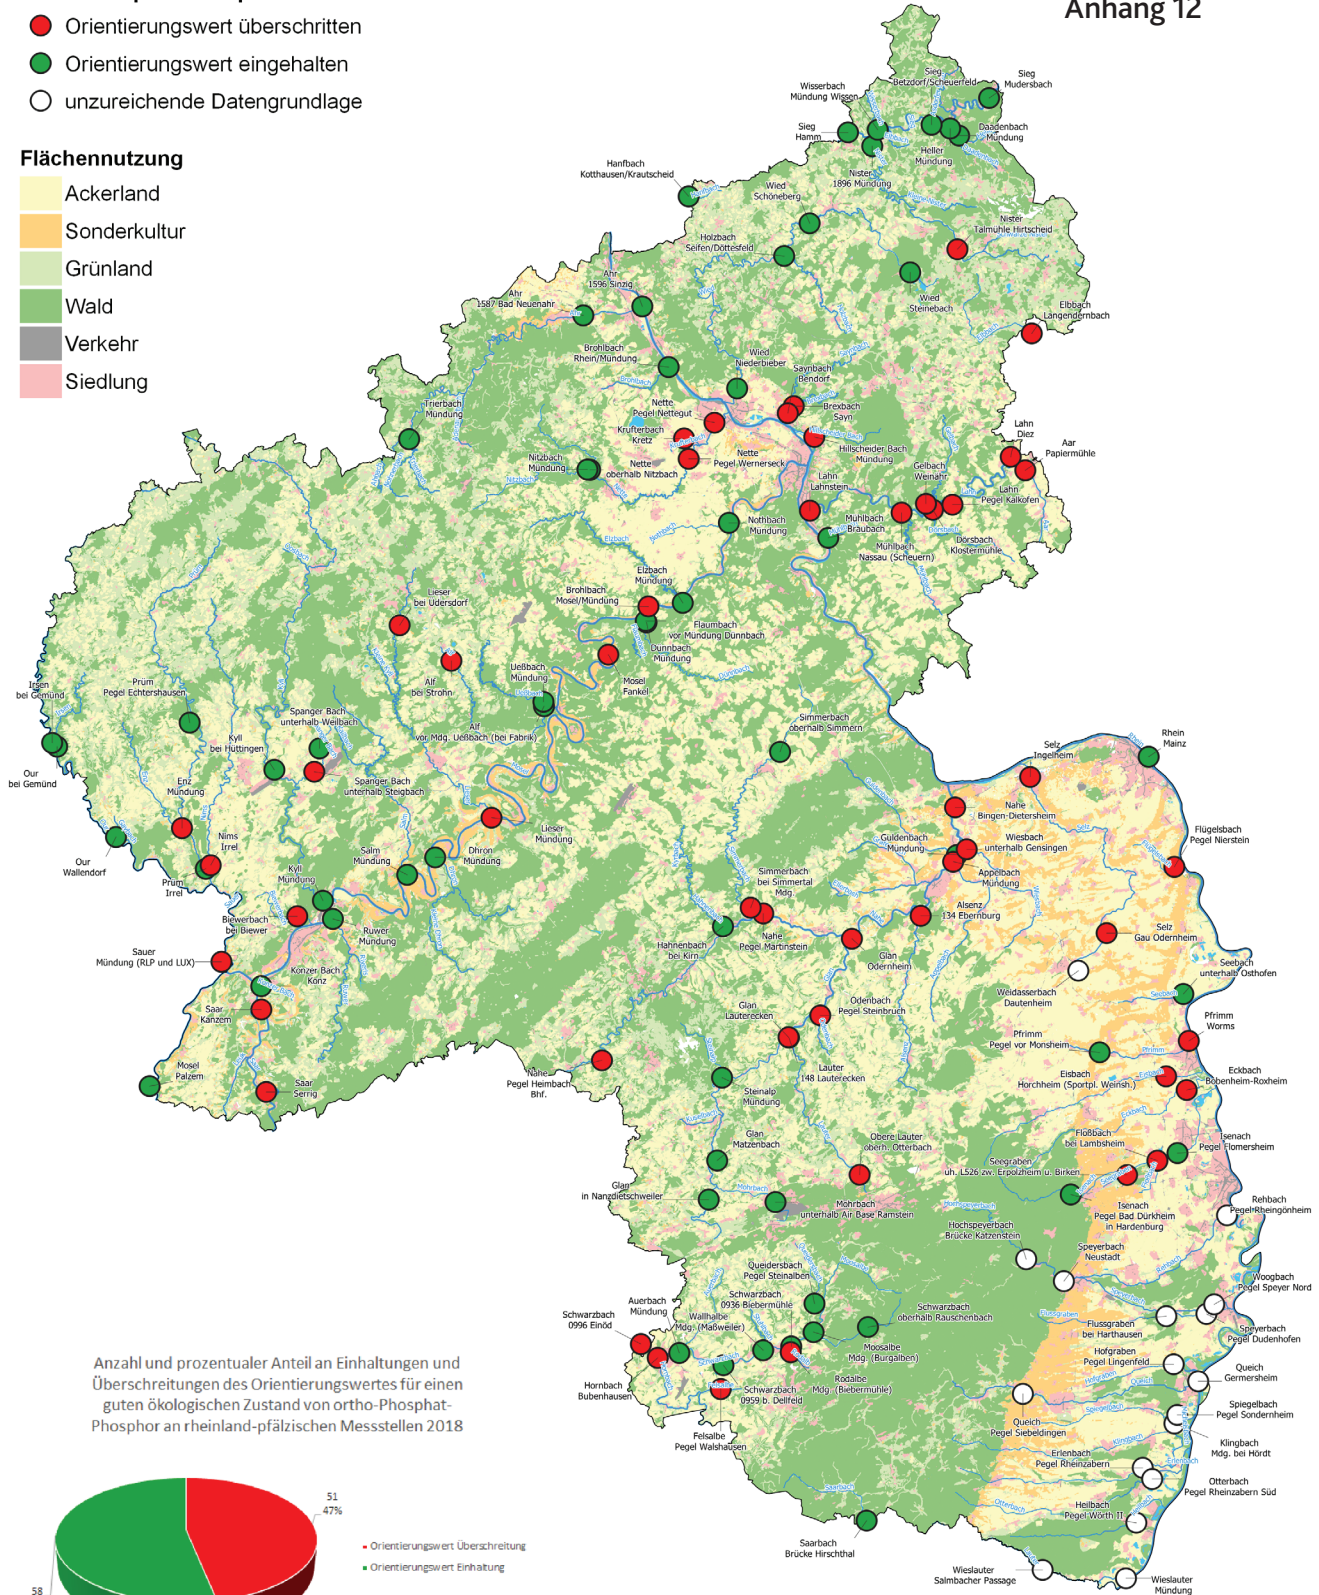 Anhang 12
Orientierungswert überschritten
Orientierungswert eingehalten
unzureichende Datengrundlage
Flächennutzung
Ackerland
Sonderkultur
Grünland
Wald
Verkehr
Siedlung
Sieg
Betzdorf/Scheuerfeld
Sieg
Mudersbach
Wisserbach
Mündung Wissen
Sieg
Hamm
Daadenbach
Mündung
Heller
Mündung
Nister
1896 Mündung
Hanfbach
Kotthausen/Krautscheid
Wied
Schöneberg
Nister
Talmühle Hirtscheid
Holzbach
Seifen/Döttesfeld
Wied
Steinebach
Elbbach
Langendernbach
Ahr
1596 Sinzig
Ahr
1587 Bad Neuenahr
Brohlbach
Rhein/Mündung
Wied
Niederbieber
Saynbach
Bendorf
Brexbach
Sayn
Trierbach
Mündung
Nette
Pegel Nettegut
Krufterbach
Kretz
Nette
Pegel Wernerseck
Hillscheider Bach
Mündung
Lahn
Diez
Aar
Papiermühle
Nitzbach
Mündung
Nette
oberhalb Nitzbach
Lahn
Lahnstein
Gelbach
Weinähr
Lahn
Pegel Kalkofen
Nothbach
Mündung
Mühlbach
Braubach
Mühlbach
Nassau (Scheuern)
Dörsbach
Klostermühle
Elzbach
Mündung
Brohlbach
Mosel/Mündung
Lieser
bei Udersdorf
Flaumbach
vor Mündung Dünnbach
Dünnbach
Mündung
Ueßbach
Mündung
Mosel
Fankel
Alf
bei Strohn
Alf
vor Mdg. Ueßbach (bei Fabrik)
Irsen
bei Gemünd
Prüm
Pegel Echtershausen
Spanger Bach
unterhalb Weilbach
Kyll
bei Hüttingen
Simmerbach
oberhalb Simmern
Selz
Ingelheim
Rhein
Mainz
Our
bei Gemünd
Enz
Mündung
Spanger Bach
unterhalb Steigbach
Lieser
Mündung
Nahe
Bingen-Dietersheim
Nims
Irrel
Our
Wallendorf
Salm
Mündung
Dhron
Mündung
Guldenbach
Mündung
Wiesbach
unterhalb Gensingen
Flügelsbach
Pegel Nierstein
Prüm
Irrel
Kyll
Mündung
Simmerbach
bei Simmertal
Mdg.
Appelbach
Mündung
Biewerbach
bei Biewer
Ruwer
Mündung
Alsenz
134 Ebernburg
Nahe
Pegel Martinstein
Hahnenbach
bei Kirn
Selz
Gau Odernheim
Sauer
Mündung (RLP und LUX)
Konzer Bach
Konz
Glan
Odernheim
Seebach
unterhalb Osthofen
Weidasserbach
Dautenheim
Saar
Kanzem
Glan
Lauterecken
Odenbach
Pegel Steinbruch
Pfrimm
Worms
Pfrimm
Pegel vor Monsheim
Mosel
Palzem
Saar
Serrig
Nahe
Pegel Heimbach
Bhf.
Lauter
148 Lauterecken
Eisbach
Horchheim (Sportpl. Weinsh.)
Eckbach
Bobenheim-Roxheim
Steinalp
Mündung
Glan
Matzenbach
Obere Lauter
oberh. Otterbach
Floßbach
bei Lambsheim
Isenach
Pegel Flomersheim
Seegraben
uh. L526 zw. Erpolzheim u. Birken.
Glan
in Nanzdietschweiler
Mohrbach
unterhalb Air Base Ramstein
Isenach
Pegel Bad Dürkheim
in Hardenburg
Rehbach
Pegel Rheingönheim
Hochspeyerbach
Brücke Katzenstein
Speyerbach
Neustadt
Queidersbach
Pegel Steinalben
Woogbach
Pegel Speyer Nord
Auerbach
Mündung
Schwarzbach
0996 Einöd
Wallhalbe
Mdg. (Maßweiler)
Schwarzbach
0936 Biebermühle
Schwarzbach
oberhalb Rauschenbach
Flussgraben
bei Harthausen
Speyerbach
Pegel Dudenhofen
Moosalbe
Mdg. (Burgalben)
Hofgraben
Pegel Lingenfeld
Queich
Germersheim
Rodalbe
Mdg. (Biebermühle)
Hornbach
Bubenhausen
Schwarzbach
0959 b. Dellfeld
Queich
Pegel Siebeldingen
Spiegelbach
Pegel Sondernheim
Felsalbe
Pegel Walshausen
Klingbach
Mdg. bei Hördt
Erlenbach
Pegel Rheinzabern
Otterbach
Pegel Rheinzabern Süd
Heilbach
Pegel Wörth II
Saarbach
Brücke Hirschthal
Wieslauter
Salmbacher Passage
Wieslauter
Mündung
Anzahl und prozentualer Anteil an Einhaltungen und
Überschreitungen des Orientierungswertes für einen
guten ökologischen Zustand von ortho-Phosphat-
Phosphor an rheinland-pfälzischen Messstellen 2018
51
47%
58
Orientierungswert Überschreitung
Orientierungswert Einhaltung